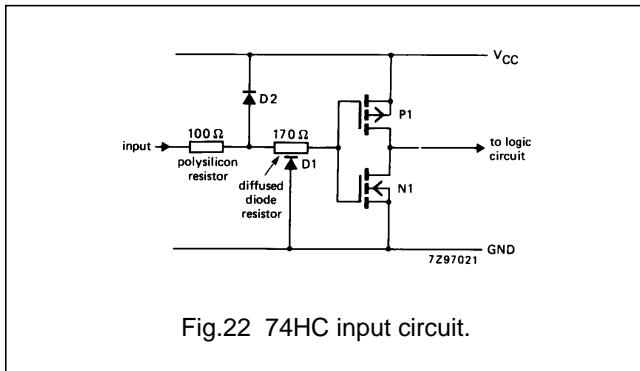 VCC
D2
P1
100 Ω
170 Ω
input
D1
to logic
circuit
polysilicon
resistor
diffused
diode
resistor
N1
GND
7Z97021
Fig.22 74HC input circuit.